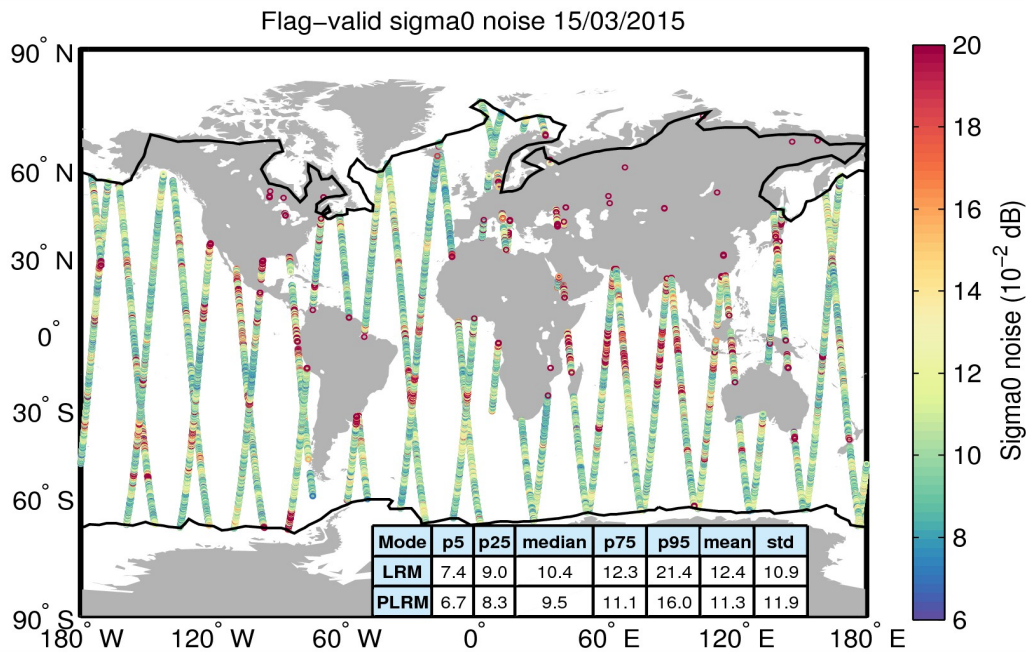 Flag−valid sigma0 noise 15/03/2015
90° N
60° N
30° N
0°
30° S
60° S
90° S
180° W
120° W
60° W
0°
60° E
120° E
180° E
20
18
16
14
12
10
8
6
Sigma0 noise (10⁻² dB)
Mode p5 p25 median p75 p95 mean std
LRM 7.4 9.0 10.4 12.3 21.4 12.4 10.9
PLRM 6.7 8.3 9.5 11.1 16.0 11.3 11.9